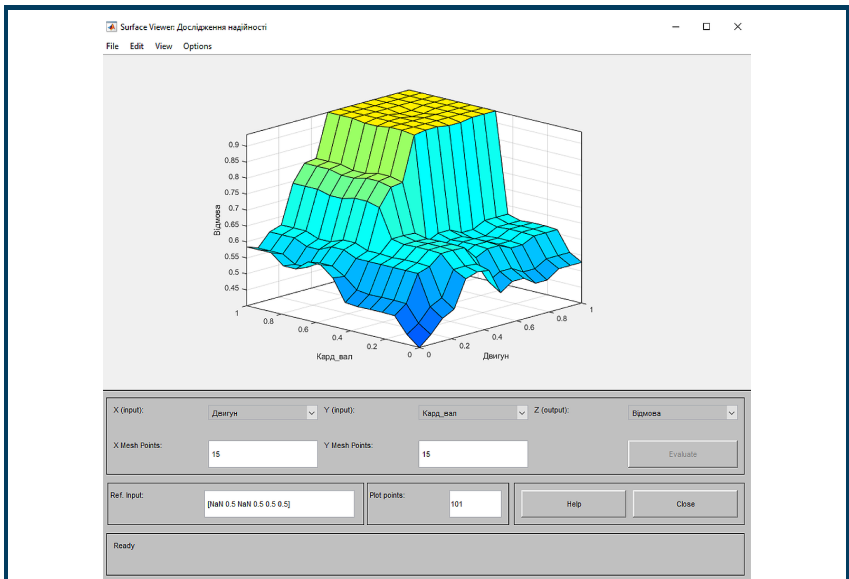 Surface Viewer: Дослідження надійності
File Edit View Options
0.9
0.85
0.8
0.75
0.7
0.65
0.6
0.55
0.5
0.45
Відмова
1
0.8
0.6
0.4
0.2
0
Кард_вал
0
0.2
0.4
0.6
0.8
1
Двигун
X (input): Двигун Y (input): Кард_вал Z (output): Відмова
X Mesh Points: 15 Y Mesh Points: 15 Evaluate
Ref. Input: [NaN 0.5 NaN 0.5 0.5 0.5] Plot points: 101 Help Close
Ready